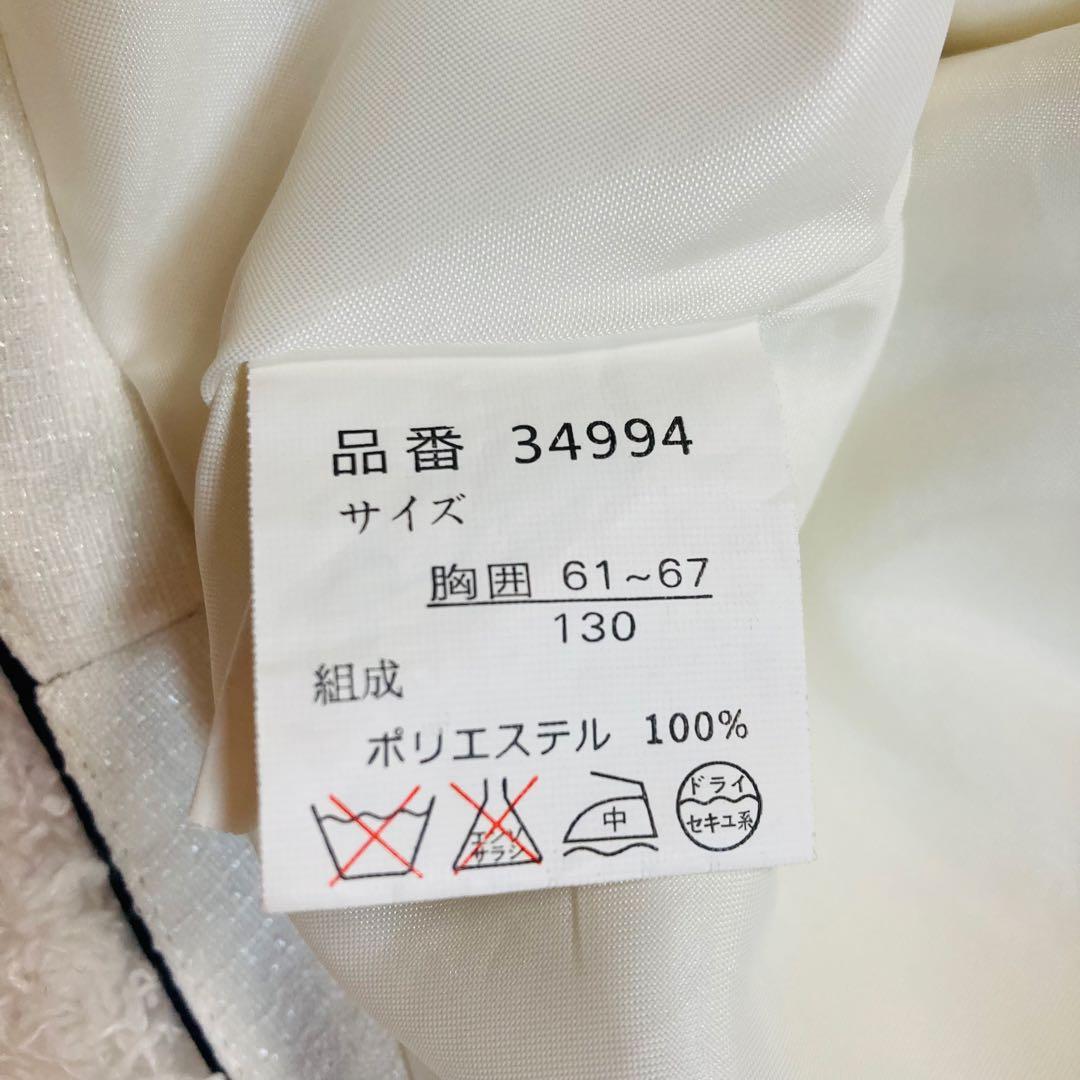 品番 34994
サイズ
胸囲 61~67
130
組成
ポリエステル 100%
エンソ
サラシ
中
ドライ
セキユ系